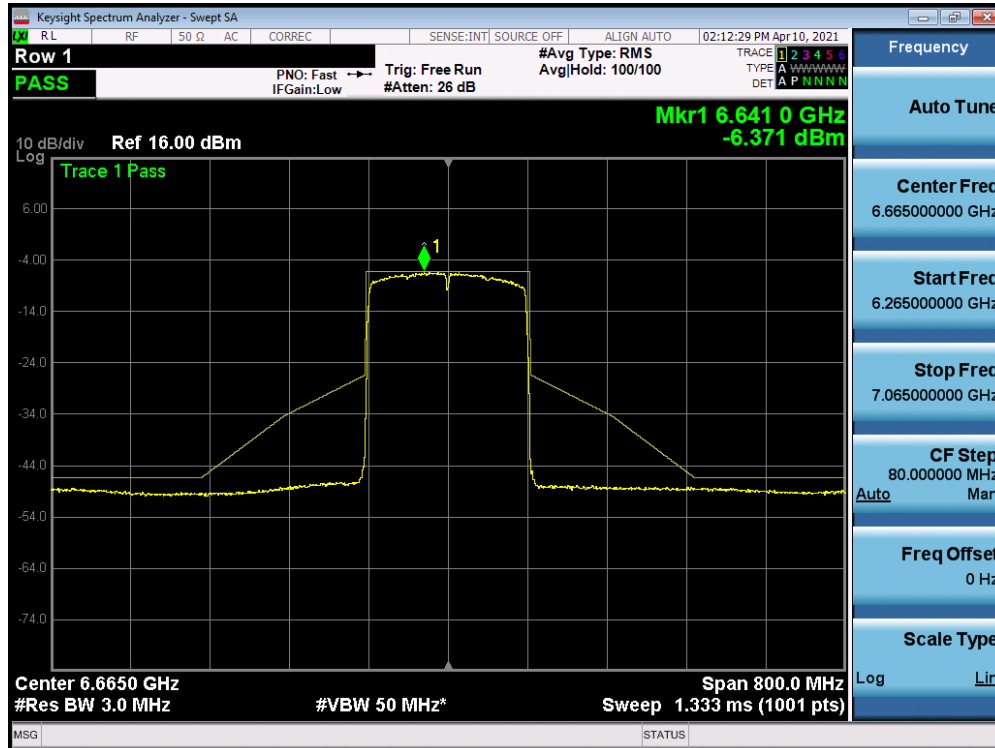 Keysight Spectrum Analyzer - Swept SA
LXI RL RF 50 Ω AC CORREC SENSE:INT SOURCE OFF ALIGN AUTO 02:12:29 PM Apr 10, 2021
Row 1
PASS
PNO: Fast
IFGain:Low
Trig: Free Run
#Atten: 26 dB
#Avg Type: RMS
Avg|Hold: 100/100
TRACE 1 2 3 4 5 6
TYPE A WWWWW
DET A P N N N N
Mkr1 6.641 0 GHz
-6.371 dBm
10 dB/div Ref 16.00 dBm
Log
Trace 1 Pass
1
6.00
-4.00
-14.0
-24.0
-34.0
-44.0
-54.0
-64.0
-74.0
Center 6.6650 GHz Span 800.0 MHz
#Res BW 3.0 MHz #VBW 50 MHz* Sweep 1.333 ms (1001 pts)
MSG STATUS
Frequency
Auto Tune
Center Freq
6.665000000 GHz
Start Freq
6.265000000 GHz
Stop Freq
7.065000000 GHz
CF Step
80.000000 MHz
Auto Man
Freq Offset
0 Hz
Scale Type
Log Lin